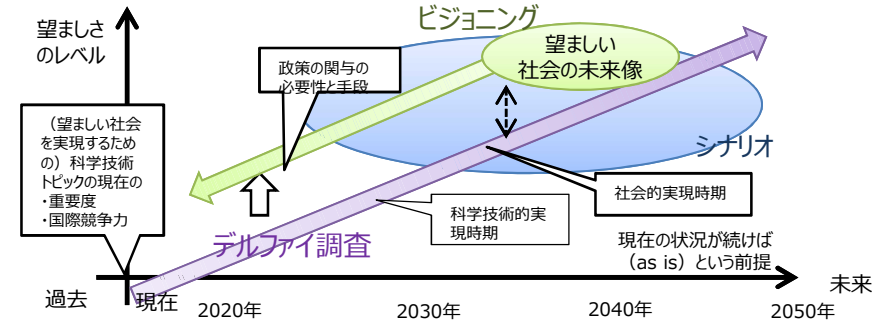 望ましさ
のレベル
ビジョニング
望ましい
社会の未来像
政策の関与の
必要性と手段
（望ましい社会
を実現するため
の）科学技術
トピックの現在の
・重要度
・国際競争力
シナリオ
社会的実現時期
科学技術的実
現時期
デルファイ調査
現在の状況が続けば
（as is）という前提
過去
現在
2020年
2030年
2040年
2050年
未来